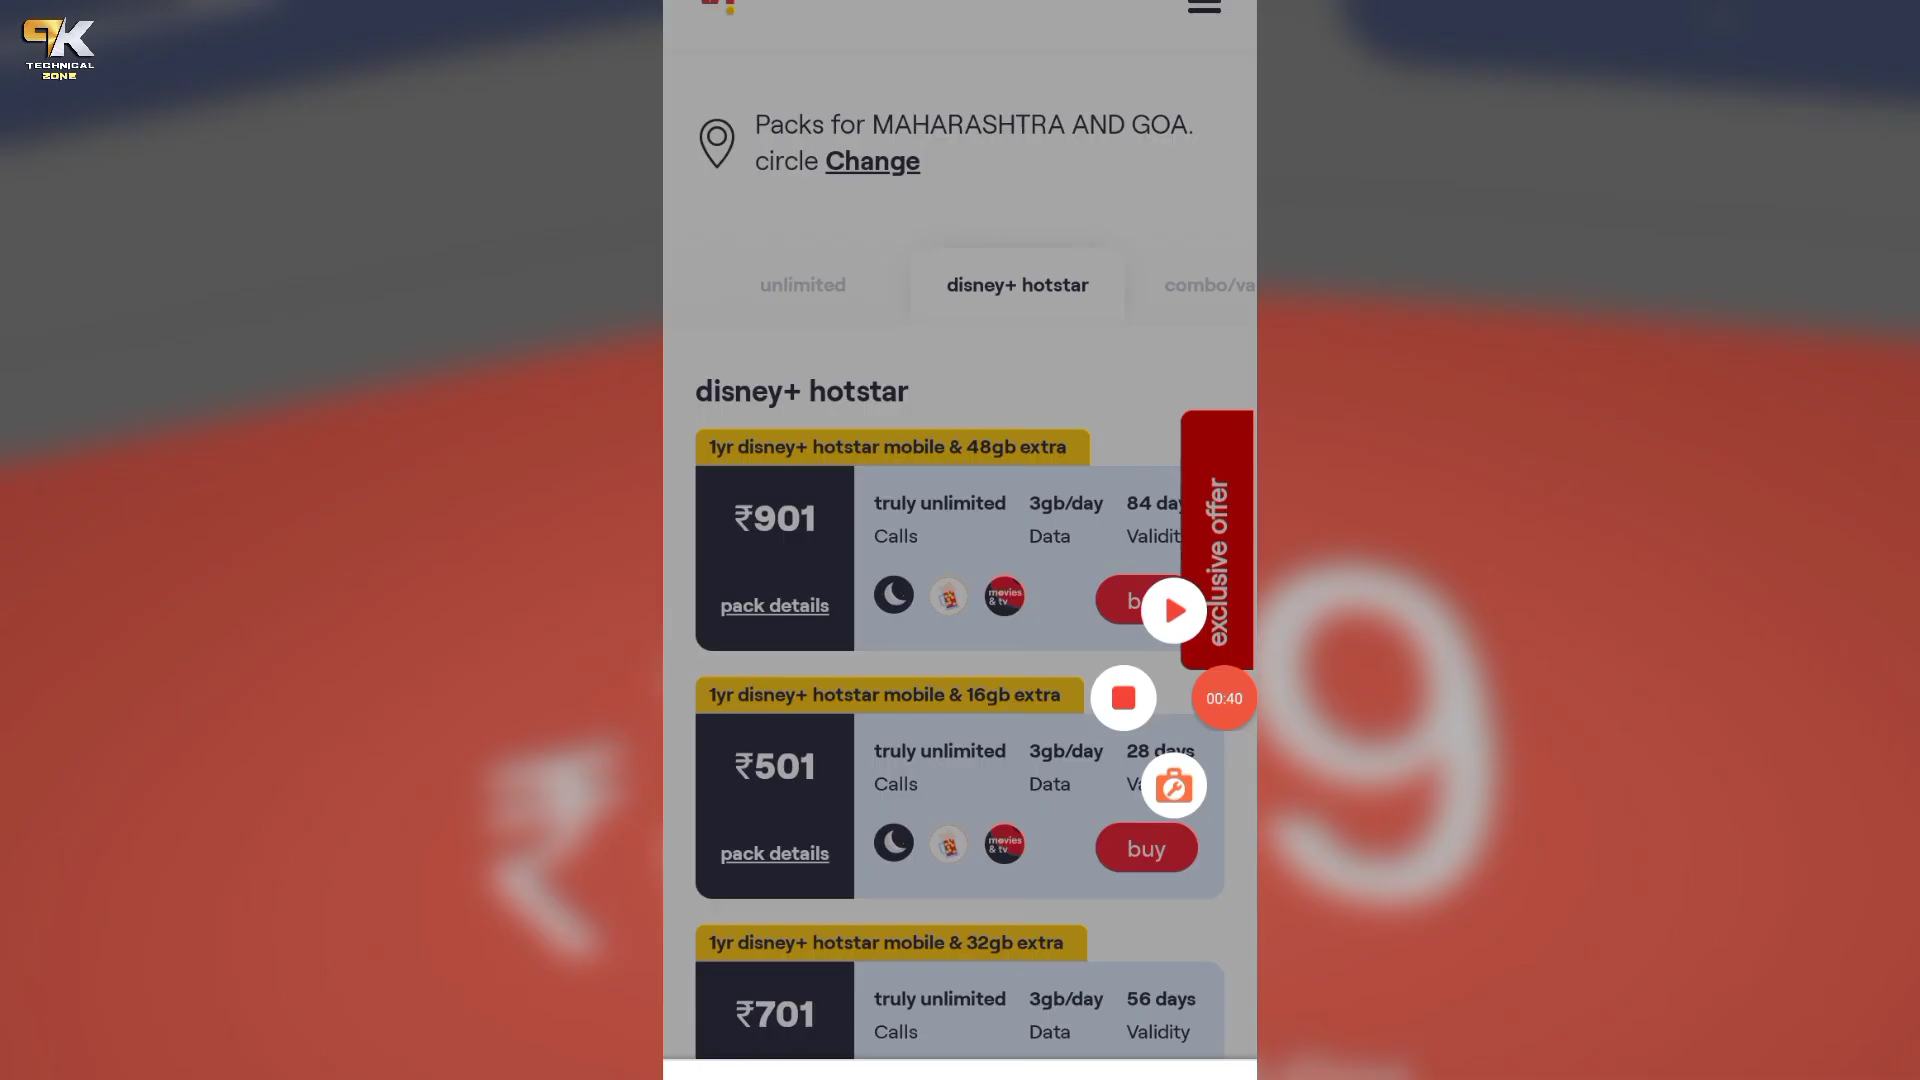 PK
TECHNICAL
ZONE
Packs for MAHARASHTRA AND GOA.
circle Change
unlimited
disney+ hotstar
combo/va
disney+ hotstar
1yr disney+ hotstar mobile & 48gb extra
₹901
truly unlimited
3gb/day
84 day
Calls
Data
Validit
pack details
movies
& tv
b
exclusive offer
1yr disney+ hotstar mobile & 16gb extra
00:40
₹501
truly unlimited
3gb/day
28 days
Calls
Data
Va
pack details
movies
& tv
buy
1yr disney+ hotstar mobile & 32gb extra
₹701
truly unlimited
3gb/day
56 days
Calls
Data
Validity
₹
9